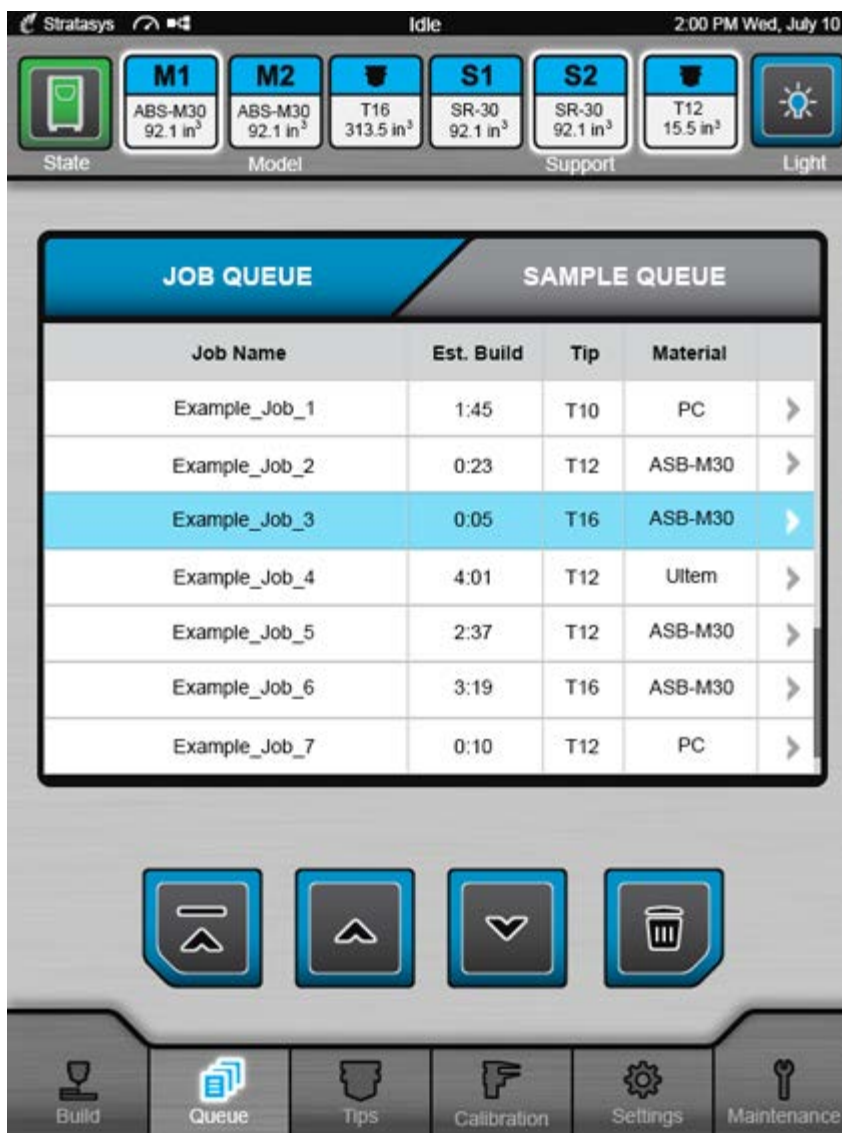 Stratasys Idle 2:00 PM Wed, July 10
M1 M2 S1 S2
ABS-M30 ABS-M30 T16 SR-30 SR-30 T12
92.1 in³ 92.1 in³ 313.5 in³ 92.1 in³ 92.1 in³ 15.5 in³
State Model Support Light
JOB QUEUE SAMPLE QUEUE
Job Name Est. Build Tip Material
Example_Job_1 1:45 T10 PC
Example_Job_2 0:23 T12 ASB-M30
Example_Job_3 0:05 T16 ASB-M30
Example_Job_4 4:01 T12 Ultem
Example_Job_5 2:37 T12 ASB-M30
Example_Job_6 3:19 T16 ASB-M30
Example_Job_7 0:10 T12 PC
Build Queue Tips Calibration Settings Maintenance